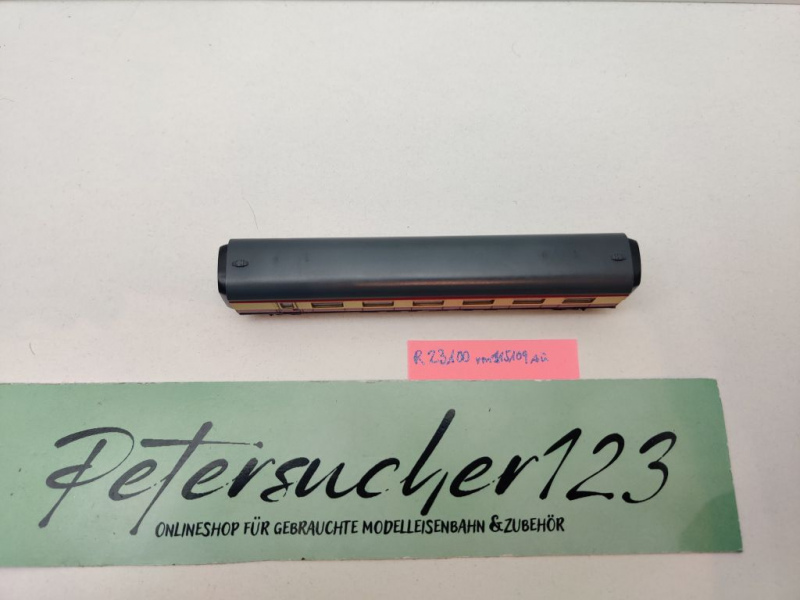 R 23100
Petersucher123
ONLINESHOP FÜR GEBRAUCHTE MODELLEISENBAHN & ZUBEHÖR